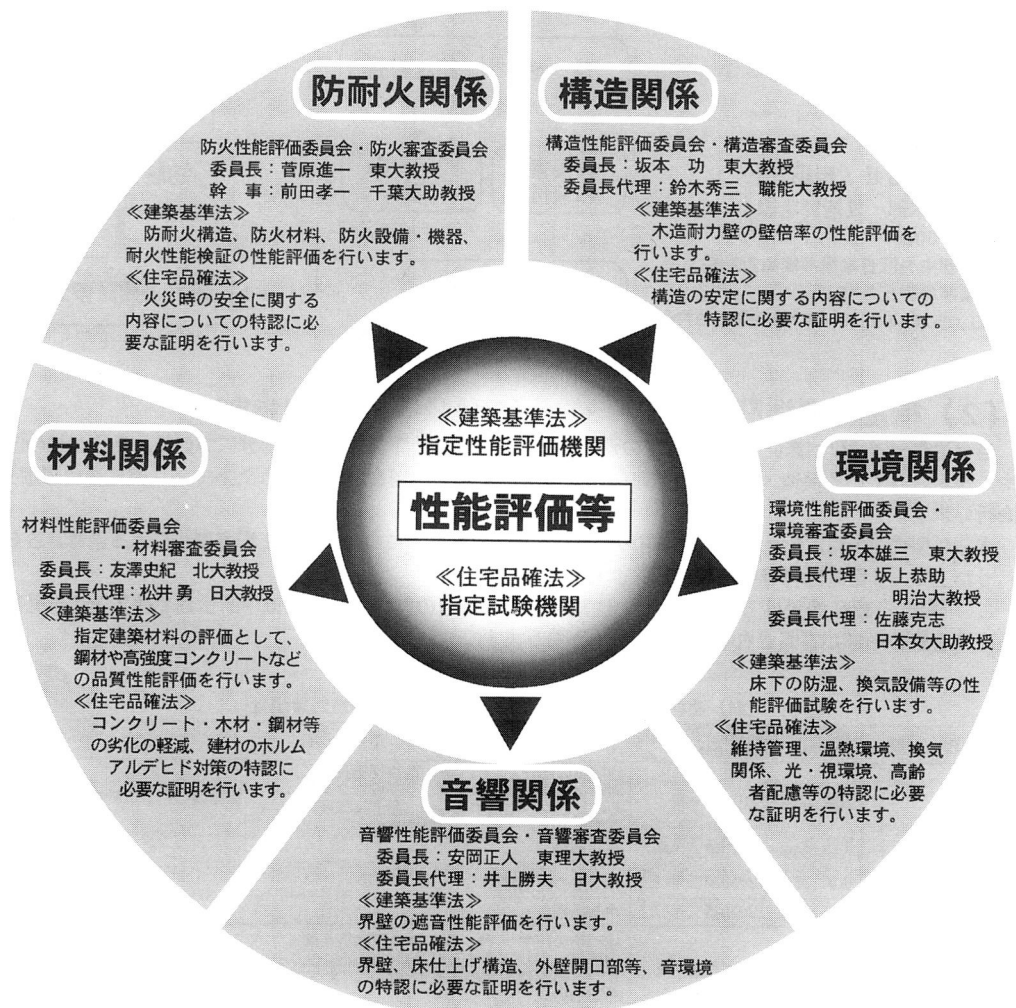 防耐火関係
防火性能評価委員会・防火審査委員会
委員長：菅原進一　東大教授
幹　事：前田孝一　千葉大助教授
≪建築基準法≫
防耐火構造、防火材料、防火設備・機器、
耐火性能検証の性能評価を行います。
≪住宅品確法≫
火災時の安全に関する
内容についての特認に必
要な証明を行います。
構造関係
構造性能評価委員会・構造審査委員会
委員長：坂本　功　東大教授
委員長代理：鈴木秀三　職能大教授
≪建築基準法≫
木造耐力壁の壁倍率の性能評価を
行います。
≪住宅品確法≫
構造の安定に関する内容についての
特認に必要な証明を行います。
≪建築基準法≫
指定性能評価機関
性能評価等
≪住宅品確法≫
指定試験機関
材料関係
材料性能評価委員会
・材料審査委員会
委員長：友澤史紀　北大教授
委員長代理：松井勇　日大教授
≪建築基準法≫
指定建築材料の評価として、
鋼材や高強度コンクリートなど
の品質性能評価を行います。
≪住宅品確法≫
コンクリート・木材・鋼材等
の劣化の軽減、建材のホルム
アルデヒド対策の特認に
必要な証明を行います。
環境関係
環境性能評価委員会・
環境審査委員会
委員長：坂本雄三　東大教授
委員長代理：坂上恭助
明治大教授
委員長代理：佐藤克志
日本女大助教授
≪建築基準法≫
床下の防湿、換気設備等の性
能評価試験を行います。
≪住宅品確法≫
維持管理、温熱環境、換気
関係、光・視環境、高齢
者配慮等の特認に必要
な証明を行います。
音響関係
音響性能評価委員会・音響審査委員会
委員長：安岡正人　東理大教授
委員長代理：井上勝夫　日大教授
≪建築基準法≫
界壁の遮音性能評価を行います。
≪住宅品確法≫
界壁、床仕上げ構造、外壁開口部等、音環境
の特認に必要な証明を行います。